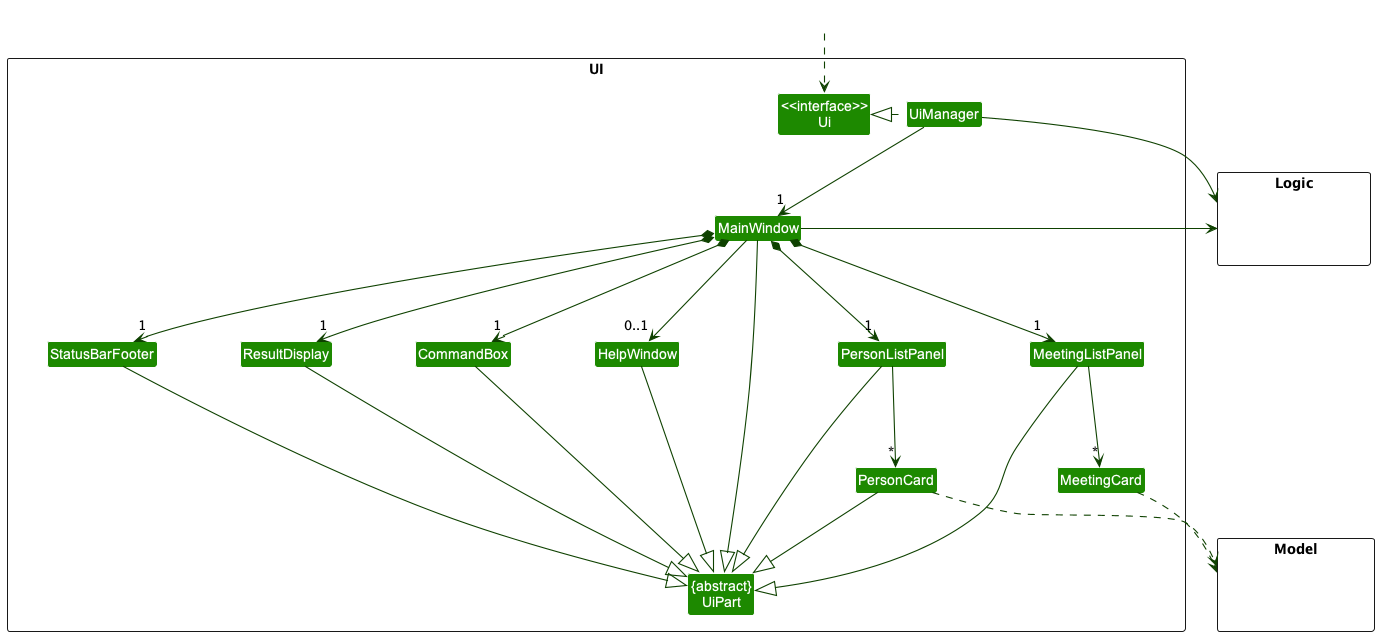 UI
<<interface>>
Ui
UiManager
Logic
1
MainWindow
1
1
1
0..1
1
1
StatusBarFooter
ResultDisplay
CommandBox
HelpWindow
PersonListPanel
MeetingListPanel
*
*
PersonCard
MeetingCard
Model
{abstract}
UiPart